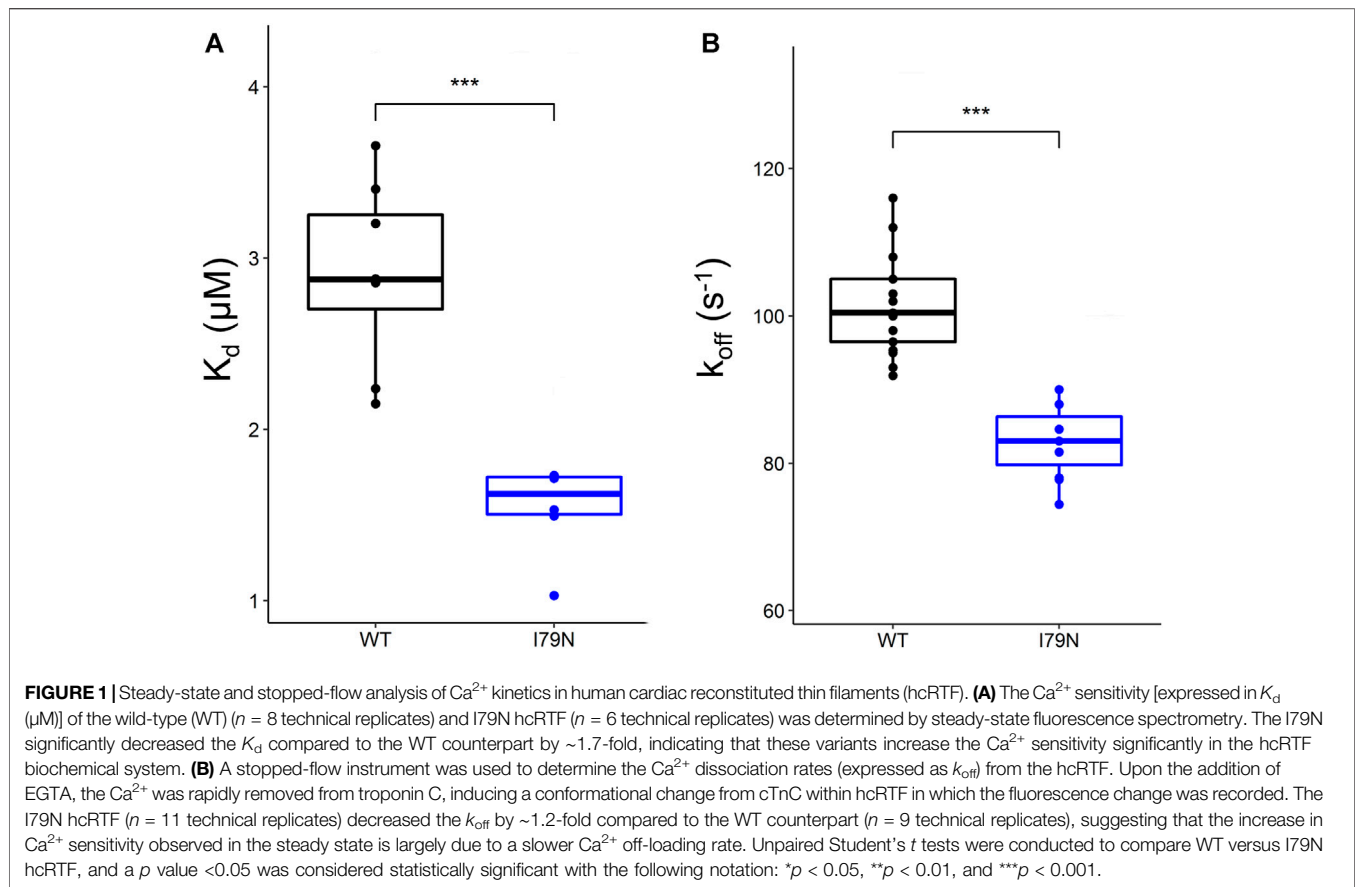 A
B
4
3
2
1
K_d (µM)
***
WT
I79N
120
100
80
60
k_off (s⁻¹)
***
WT
I79N
FIGURE 1 | Steady-state and stopped-flow analysis of Ca²⁺ kinetics in human cardiac reconstituted thin filaments (hcRTF). (A) The Ca²⁺ sensitivity [expressed in K_d
(µM)] of the wild-type (WT) (n = 8 technical replicates) and I79N hcRTF (n = 6 technical replicates) was determined by steady-state fluorescence spectrometry. The I79N
significantly decreased the K_d compared to the WT counterpart by ~1.7-fold, indicating that these variants increase the Ca²⁺ sensitivity significantly in the hcRTF
biochemical system. (B) A stopped-flow instrument was used to determine the Ca²⁺ dissociation rates (expressed as k_off) from the hcRTF. Upon the addition of
EGTA, the Ca²⁺ was rapidly removed from troponin C, inducing a conformational change from cTnC within hcRTF in which the fluorescence change was recorded. The
I79N hcRTF (n = 11 technical replicates) decreased the k_off by ~1.2-fold compared to the WT counterpart (n = 9 technical replicates), suggesting that the increase in
Ca²⁺ sensitivity observed in the steady state is largely due to a slower Ca²⁺ off-loading rate. Unpaired Student's t tests were conducted to compare WT versus I79N
hcRTF, and a p value <0.05 was considered statistically significant with the following notation: *p < 0.05, **p < 0.01, and ***p < 0.001.